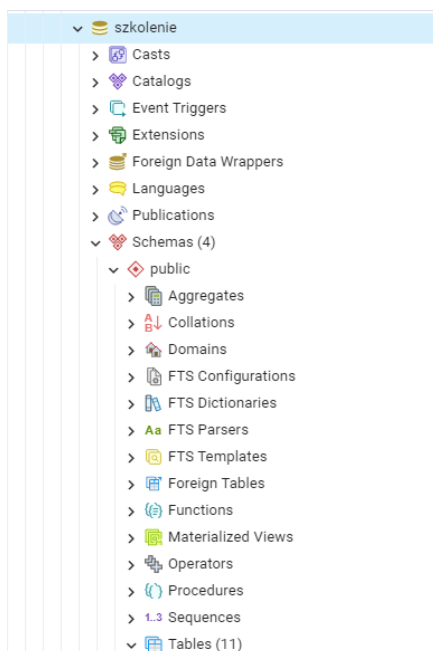 szkolenie
Casts
Catalogs
Event Triggers
Extensions
Foreign Data Wrappers
Languages
Publications
Schemas (4)
public
Aggregates
Collations
Domains
FTS Configurations
FTS Dictionaries
Aa FTS Parsers
FTS Templates
Foreign Tables
Functions
Materialized Views
Operators
Procedures
1..3 Sequences
Tables (11)